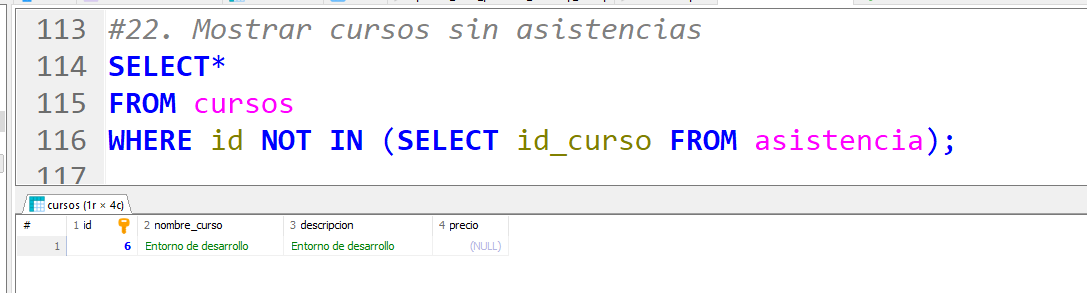 113 #22. Mostrar cursos sin asistencias
114 SELECT*
115 FROM cursos
116 WHERE id NOT IN (SELECT id_curso FROM asistencia);
117
cursos (1r × 4c)
# 1 id 2 nombre_curso 3 descripcion 4 precio
1 6 Entorno de desarrollo Entorno de desarrollo (NULL)